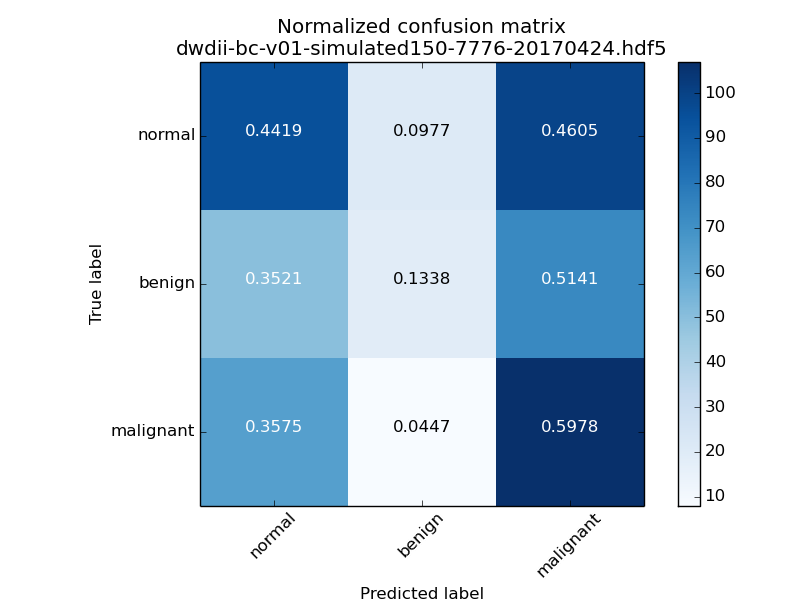 Normalized confusion matrix
dwdii-bc-v01-simulated150-7776-20170424.hdf5
True label
normal
0.4419
0.0977
0.4605
benign
0.3521
0.1338
0.5141
malignant
0.3575
0.0447
0.5978
normal
benign
malignant
Predicted label
100
90
80
70
60
50
40
30
20
10